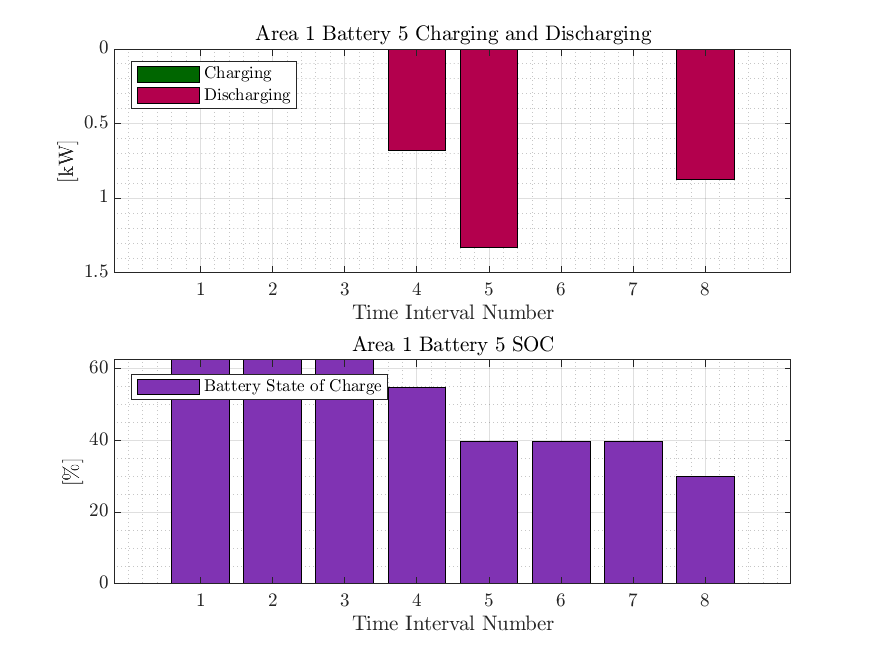 Area 1 Battery 5 Charging and Discharging
0
Charging
Discharging
0.5
[kW]
1
1.5
1 2 3 4 5 6 7 8
Time Interval Number
Area 1 Battery 5 SOC
60
Battery State of Charge
40
[%]
20
0
1 2 3 4 5 6 7 8
Time Interval Number